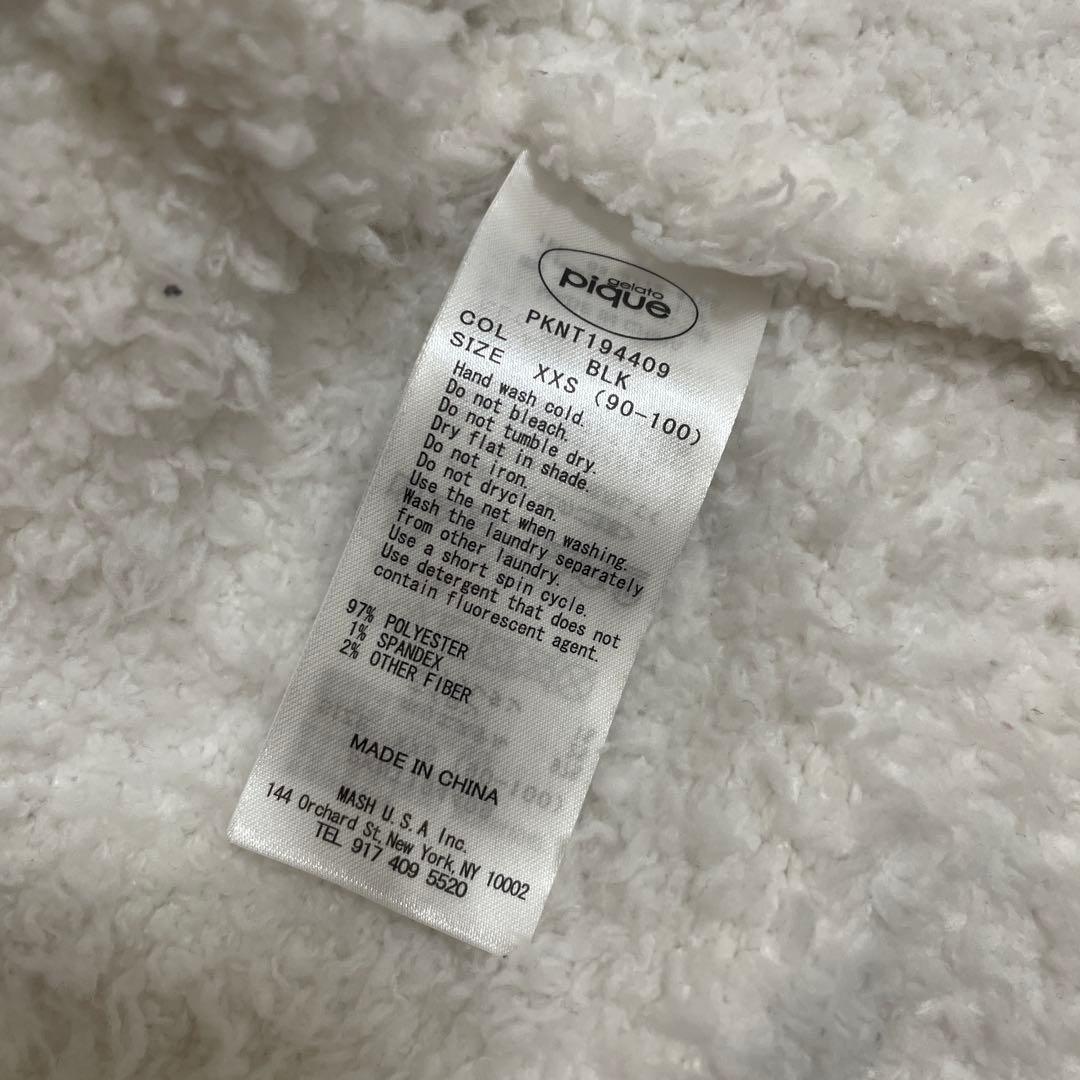 gelato
pique
PKNT194409
COL BLK
SIZE XXS (90-100)
Hand wash cold.
Do not bleach.
Do not tumble dry.
Dry flat in shade.
Do not iron.
Do not dryclean.
Use the net when washing.
Wash the laundry separately
from other laundry.
Use a short spin cycle.
Use detergent that does not
contain fluorescent agent.
97% POLYESTER
1% SPANDEX
2% OTHER FIBER
MADE IN CHINA
MASH U.S.A Inc.
144 Orchard St, New York, NY 10002
TEL 917 409 5520